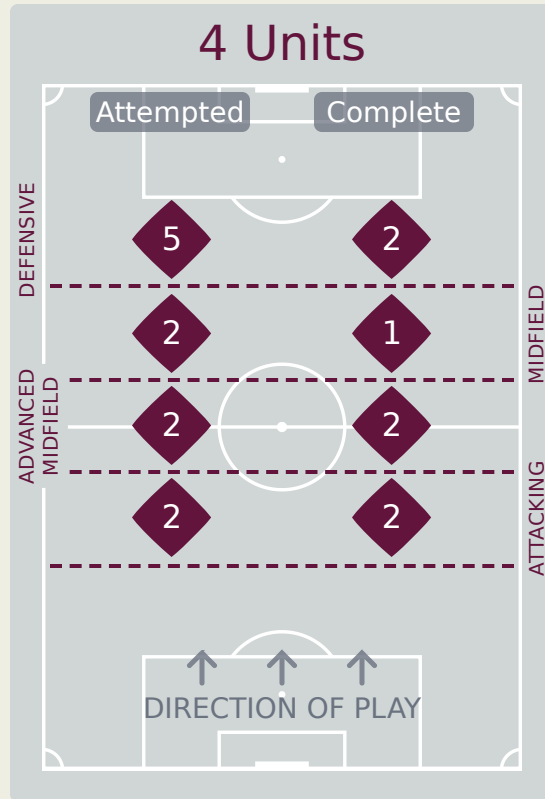 4 Units
Attempted
Complete
DEFENSIVE
5
2
MIDFIELD
2
1
ADVANCED
MIDFIELD
2
2
ATTACKING
2
2
DIRECTION OF PLAY